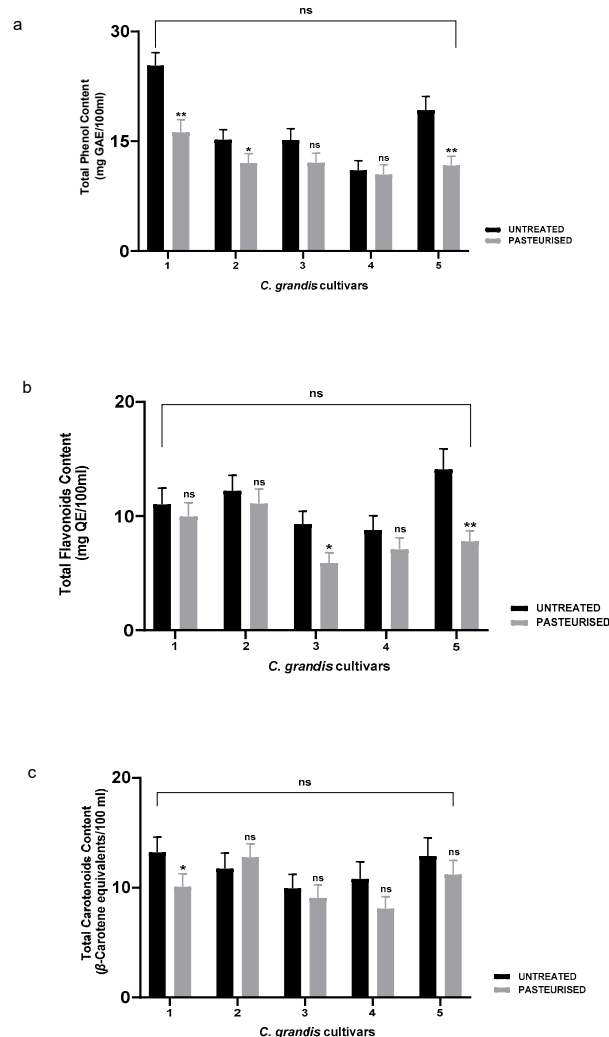 a
ns
30
15
0
Total Phenol Content
(mg GAE/100ml)
**
*
ns
ns
**
1 2 3 4 5
C. grandis cultivars
UNTREATED
PASTEURISED
b
ns
20
10
0
Total Flavonoids Content
(mg QE/100ml)
ns
ns
*
ns
**
1 2 3 4 5
C. grandis cultivars
UNTREATED
PASTEURISED
c
ns
20
10
0
Total Carotenoids Content
(β-Carotene equivalents/100 ml)
*
ns
ns
ns
ns
1 2 3 4 5
C. grandis cultivars
UNTREATED
PASTEURISED